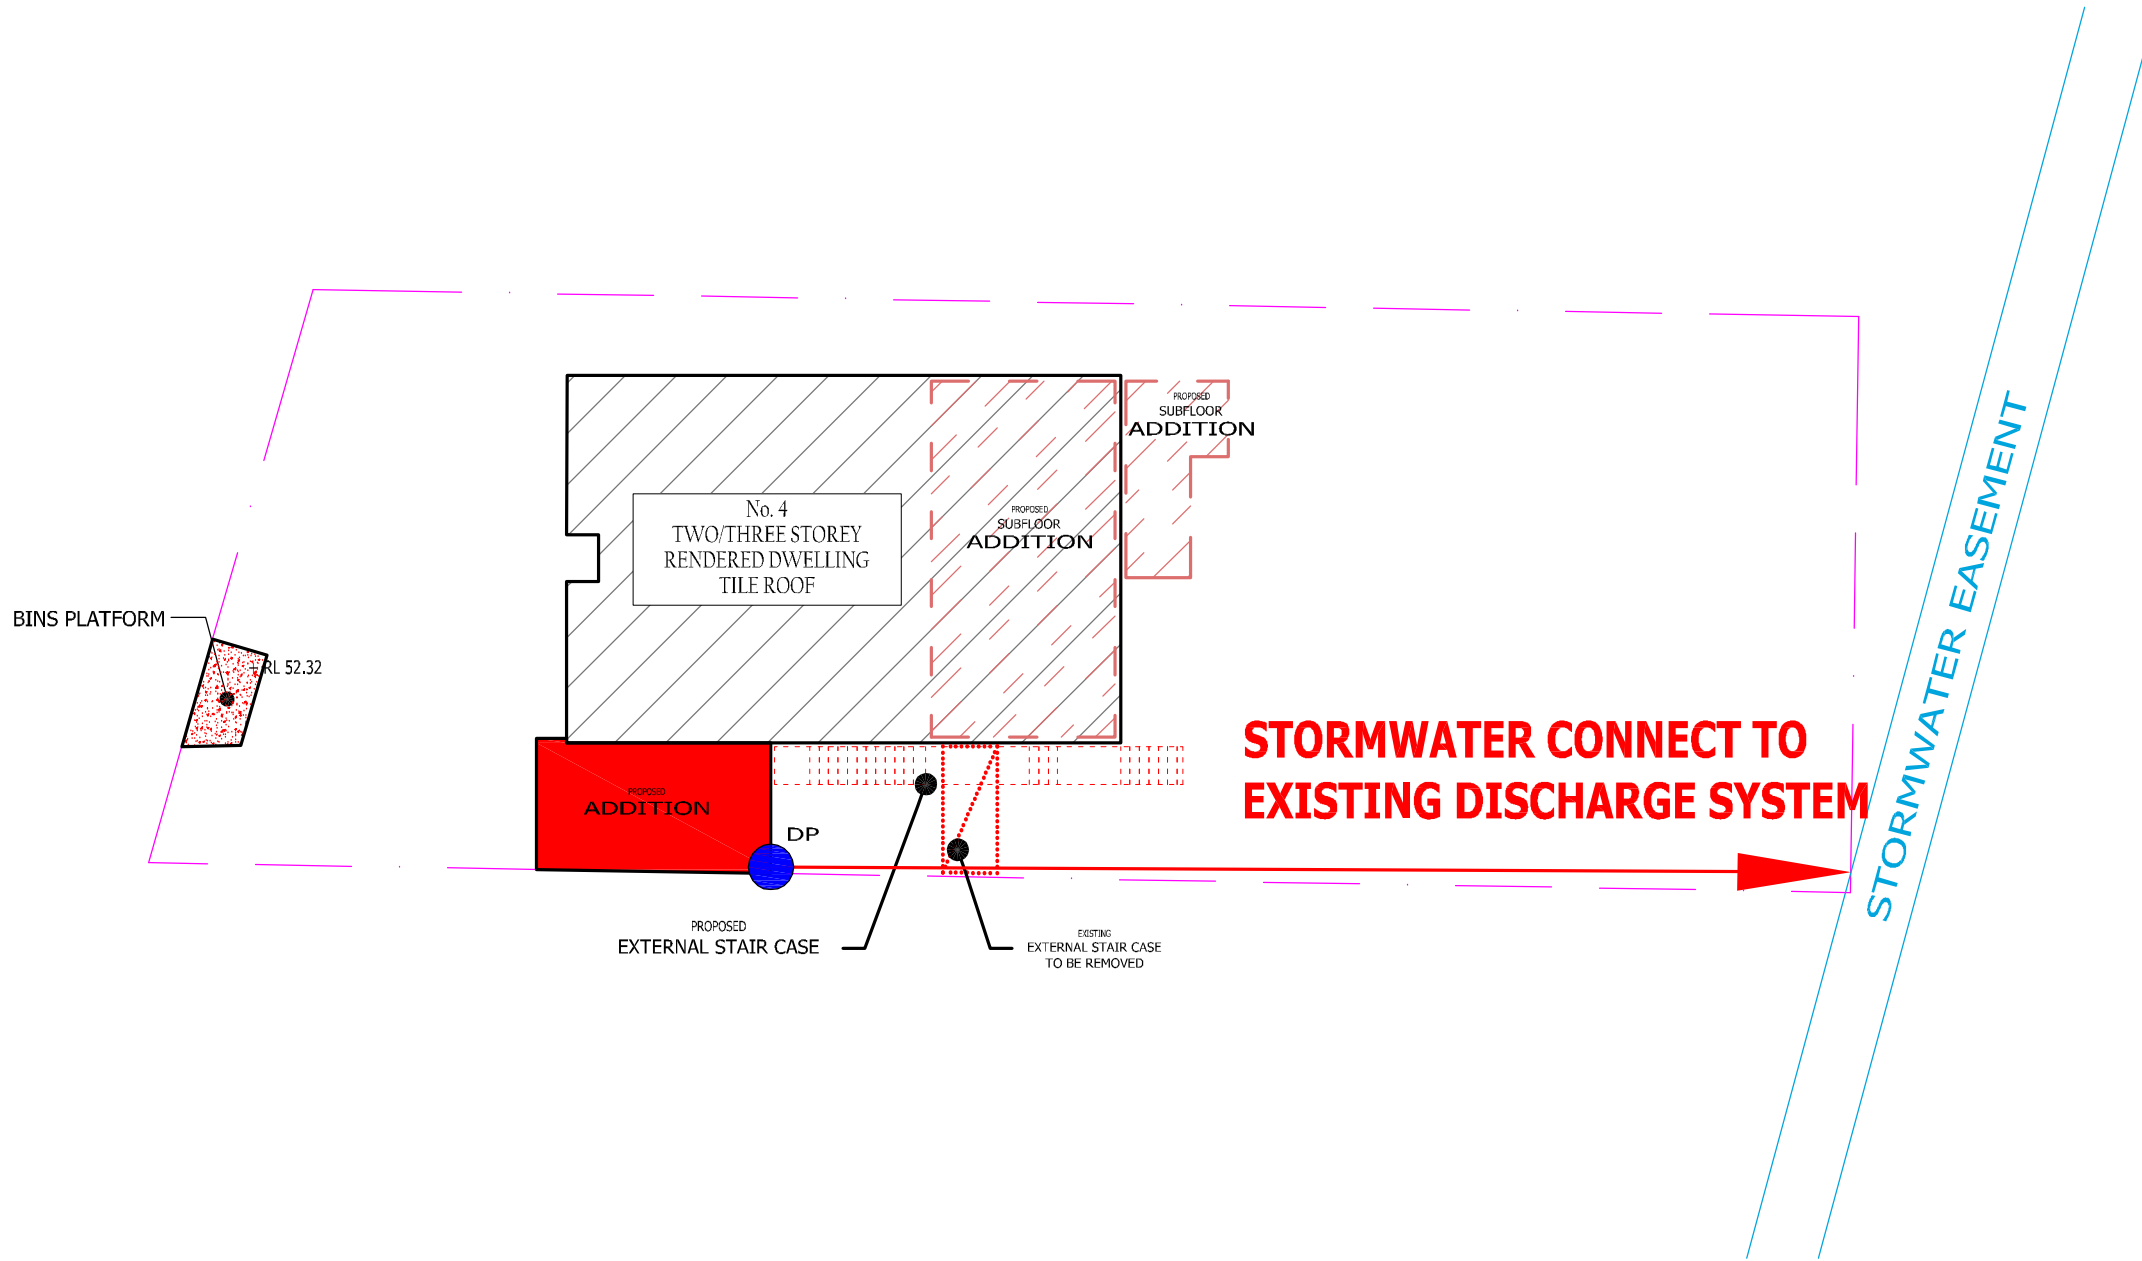 PROPOSED
SUBFLOOR
ADDITION
No. 4
TWO/THREE STOREY
RENDERED DWELLING
TILE ROOF
PROPOSED
SUBFLOOR
ADDITION
BINS PLATFORM
RL 52.32
STORMWATER EASEMENT
STORMWATER CONNECT TO
EXISTING DISCHARGE SYSTEM
PROPOSED
ADDITION
DP
PROPOSED
EXTERNAL STAIR CASE
EXISTING
EXTERNAL STAIR CASE
TO BE REMOVED